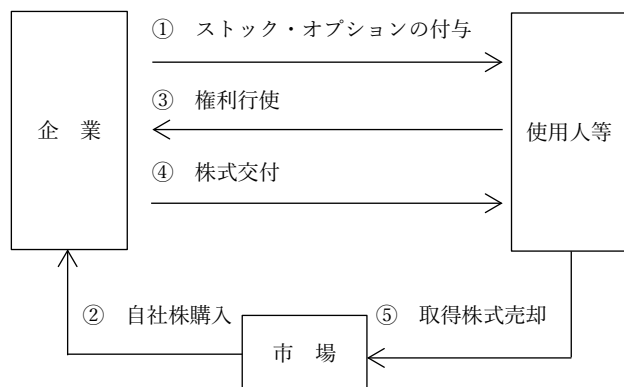 ① ストック・オプションの付与
③ 権利行使
企 業
使用人等
④ 株式交付
② 自社株購入
⑤ 取得株式売却
市 場